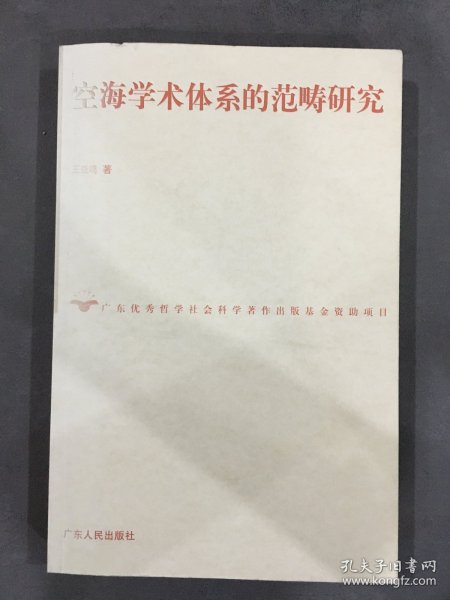 空海学术体系的范畴研究
王 著
广东优秀哲学社会科学著作出版基金资助项目
广东人民出版社
孔夫子旧书网
www.kongfz.com